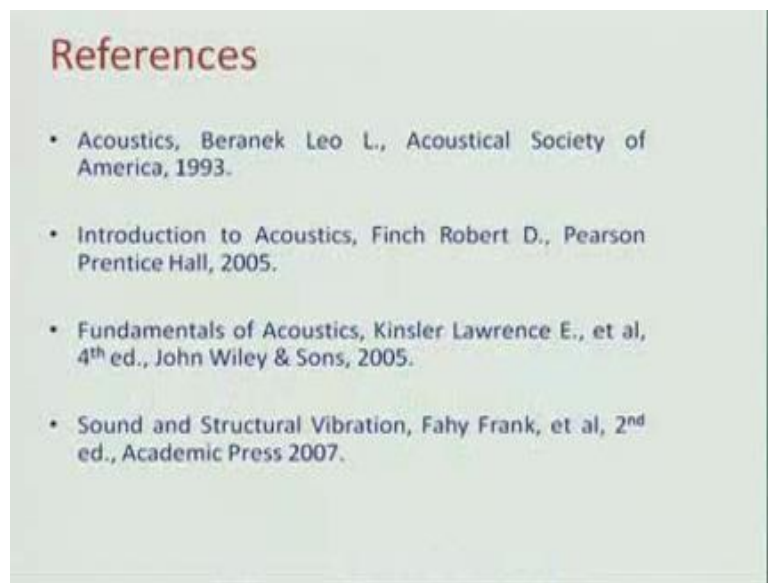 References
• Acoustics, Beranek Leo L., Acoustical Society of
America, 1993.
• Introduction to Acoustics, Finch Robert D., Pearson
Prentice Hall, 2005.
• Fundamentals of Acoustics, Kinsler Lawrence E., et al,
4th ed., John Wiley & Sons, 2005.
• Sound and Structural Vibration, Fahy Frank, et al, 2nd
ed., Academic Press 2007.